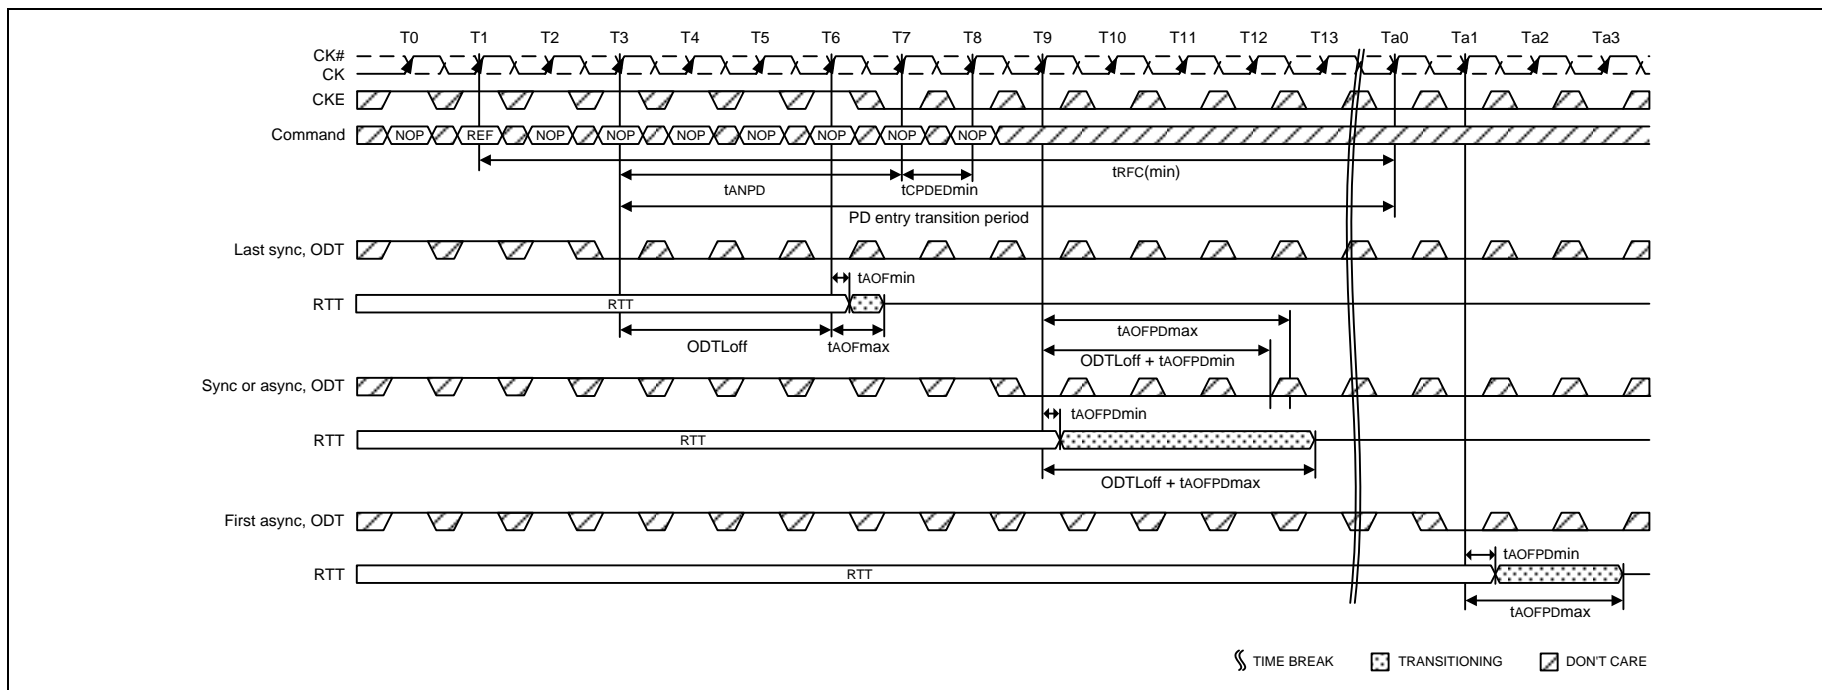 T0 T1 T2 T3 T4 T5 T6 T7 T8 T9 T10 T11 T12 T13 Ta0 Ta1 Ta2 Ta3
CK#
CK
CKE
Command NOP REF NOP NOP NOP NOP NOP NOP NOP
tRFC(min)
tANPD tCPDEDmin
PD entry transition period
Last sync, ODT
tAOFmin
RTT RTT
tAOFPDmax
ODTLoff tAOFmax
ODTLoff + tAOFPDmin
Sync or async, ODT
tAOFPDmin
RTT RTT
ODTLoff + tAOFPDmax
First async, ODT
tAOFPDmin
RTT RTT
tAOFPDmax
TIME BREAK TRANSITIONING DON'T CARE